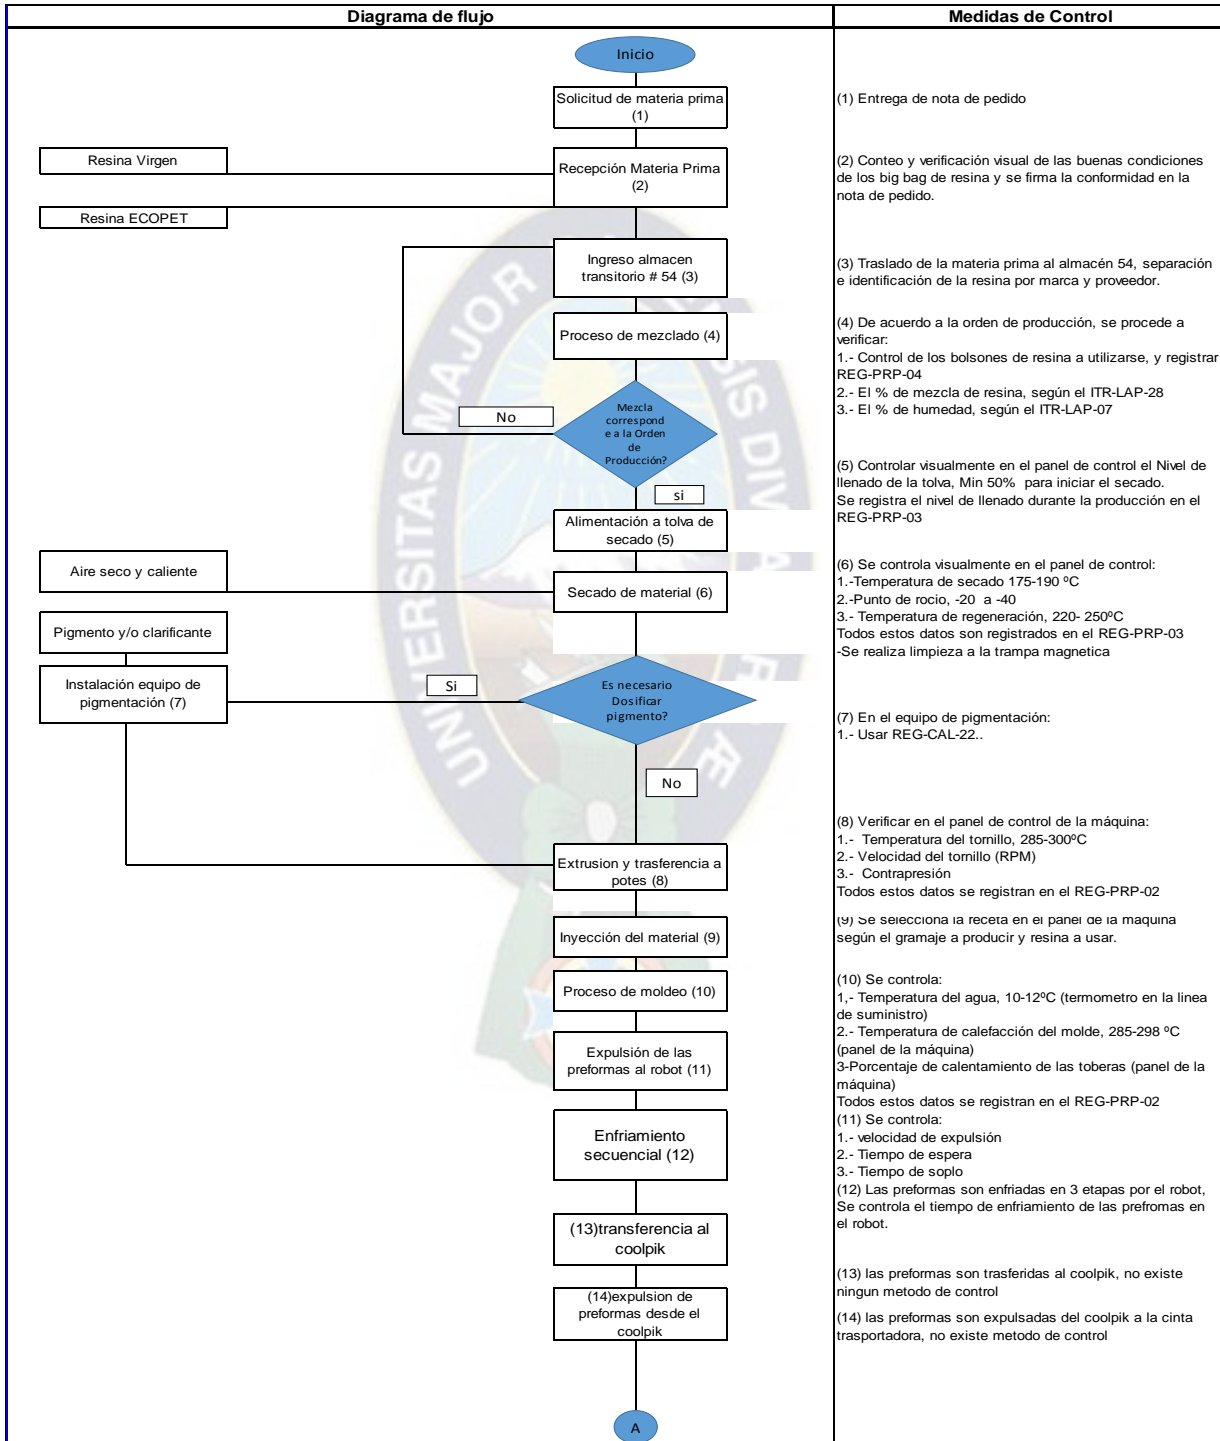 Diagrama de flujo
Medidas de Control
Inicio
Solicitud de materia prima
(1)
(1) Entrega de nota de pedido
Resina Virgen
Recepción Materia Prima
(2)
(2) Conteo y verificación visual de las buenas condiciones
de los big bag de resina y se firma la conformidad en la
nota de pedido.
Resina ECOPET
Ingreso almacen
transitorio # 54 (3)
(3) Traslado de la materia prima al almacén 54, separación
e identificación de la resina por marca y proveedor.
Proceso de mezclado (4)
(4) De acuerdo a la orden de producción, se procede a
verificar:
1.- Control de los bolsones de resina a utilizarse, y registrar
REG-PRP-04
2.- El % de mezcla de resina, según el ITR-LAP-28
3.- El % de humedad, según el ITR-LAP-07
No
Mezcla
correspond
e a la Orden
de
Producción?
si
(5) Controlar visualmente en el panel de control el Nivel de
llenado de la tolva, Min 50%  para iniciar el secado.
Se registra el nivel de llenado durante la producción en el
REG-PRP-03
Alimentación a tolva de
secado (5)
Aire seco y caliente
Secado de material (6)
(6) Se controla visualmente en el panel de control:
1.-Temperatura de secado 175-190 ºC
2.-Punto de rocio, -20  a -40
3.- Temperatura de regeneración, 220- 250ºC
Todos estos datos son registrados en el REG-PRP-03
-Se realiza limpieza a la trampa magnetica
Pigmento y/o clarificante
Instalación equipo de
pigmentación (7)
Si
Es necesario
Dosificar
pigmento?
(7) En el equipo de pigmentación:
1.- Usar REG-CAL-22..
No
Extrusion y trasferencia a
potes (8)
(8) Verificar en el panel de control de la máquina:
1.-  Temperatura del tornillo, 285-300ºC
2.- Velocidad del tornillo (RPM)
3.-  Contrapresión
Todos estos datos se registran en el REG-PRP-02
Inyección del material (9)
(9) Se selecciona la receta en el panel de la maquina
según el gramaje a producir y resina a usar.
Proceso de moldeo (10)
(10) Se controla:
1,- Temperatura del agua, 10-12ºC (termometro en la linea
de suministro)
2.- Temperatura de calefacción del molde, 285-298 ºC
(panel de la máquina)
3-Porcentaje de calentamiento de las toberas (panel de la
máquina)
Todos estos datos se registran en el REG-PRP-02
Expulsión de las
preformas al robot (11)
(11) Se controla:
1.- velocidad de expulsión
2.- Tiempo de espera
3.- Tiempo de soplo
Enfriamiento
secuencial (12)
(12) Las preformas son enfriadas en 3 etapas por el robot,
Se controla el tiempo de enfriamiento de las prefromas en
el robot.
(13)transferencia al
coolpik
(13) las preformas son trasferidas al coolpik, no existe
ningun metodo de control
(14)expulsion de
preformas desde el
coolpik
(14) las preformas son expulsadas del coolpik a la cinta
trasportadora, no existe metodo de control
A